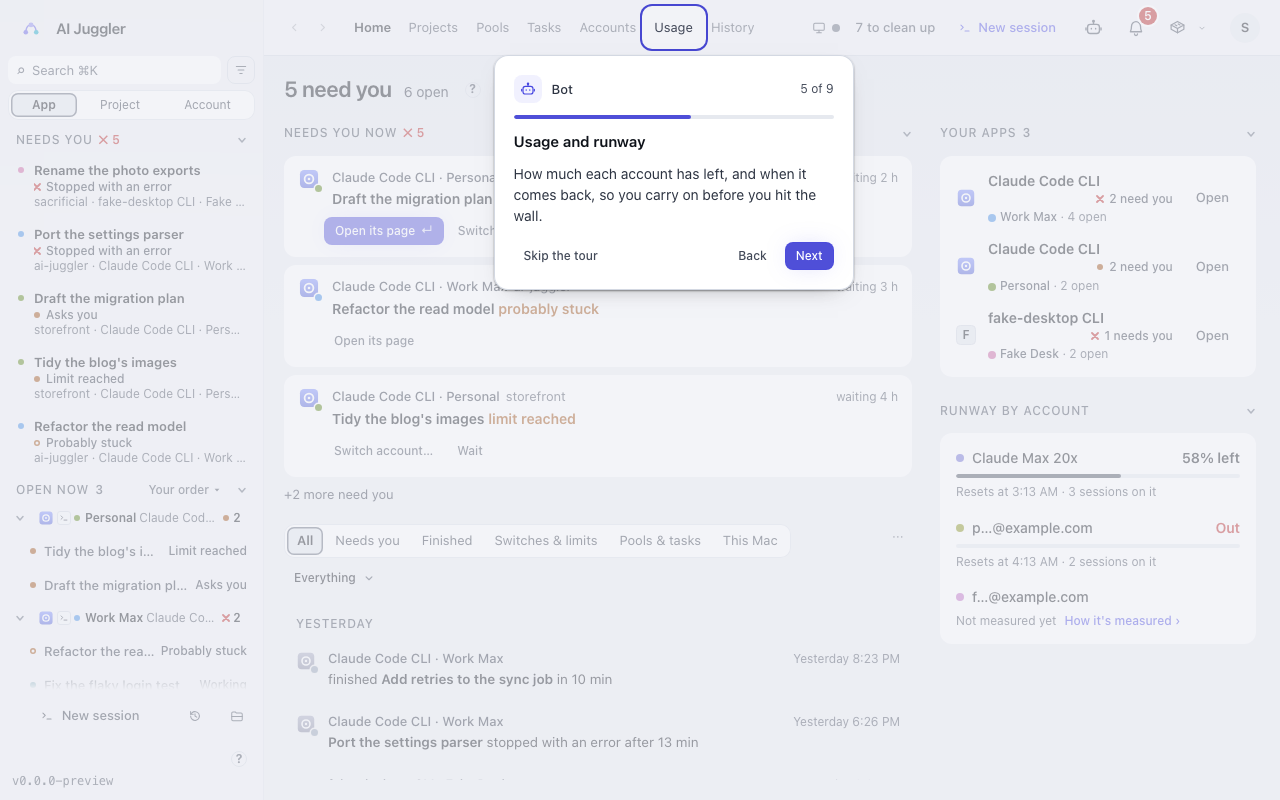 AI Juggler
Home Projects Pools Tasks Accounts Usage History
7 to clean up
New session
5
S
Search ⌘K
App Project Account
NEEDS YOU 5
Rename the photo exports
Stopped with an error
sacrificial · fake-desktop CLI · Fake ...
Port the settings parser
Stopped with an error
ai-juggler · Claude Code CLI · Work ...
Draft the migration plan
Asks you
storefront · Claude Code CLI · Pers...
Tidy the blog's images
Limit reached
storefront · Claude Code CLI · Pers...
Refactor the read model
Probably stuck
ai-juggler · Claude Code CLI · Work ...
OPEN NOW 3 Your order
Personal Claude Cod... 2
Tidy the blog's i... Limit reached
Draft the migration pl... Asks you
Work Max Claude Co... 2
Refactor the rea... Probably stuck
Fix the flaky login test Working
New session
?
v0.0.0-preview
5 need you 6 open ?
NEEDS YOU NOW 5
Claude Code CLI · Persona
ting 2 h
Draft the migration plan
Open its page ↵ Switch
Bot 5 of 9
Usage and runway
How much each account has left, and when it
comes back, so you carry on before you hit the
wall.
Skip the tour Back Next
Claude Code CLI · Work Max
waiting 3 h
Refactor the read model probably stuck
Open its page
Claude Code CLI · Personal storefront waiting 4 h
Tidy the blog's images limit reached
Switch account... Wait
+2 more need you
All Needs you Finished Switches & limits Pools & tasks This Mac ...
Everything
YESTERDAY
Claude Code CLI · Work Max Yesterday 8:23 PM
finished Add retries to the sync job in 10 min
Claude Code CLI · Work Max Yesterday 6:26 PM
Port the settings parser stopped with an error after 13 min
YOUR APPS 3
Claude Code CLI
2 need you
Work Max · 4 open
Open
Claude Code CLI
2 need you
Personal · 2 open
Open
F
fake-desktop CLI
1 needs you
Fake Desk · 2 open
Open
RUNWAY BY ACCOUNT
Claude Max 20x 58% left
Resets at 3:13 AM · 3 sessions on it
p...@example.com Out
Resets at 4:13 AM · 2 sessions on it
f...@example.com
Not measured yet How it's measured ›